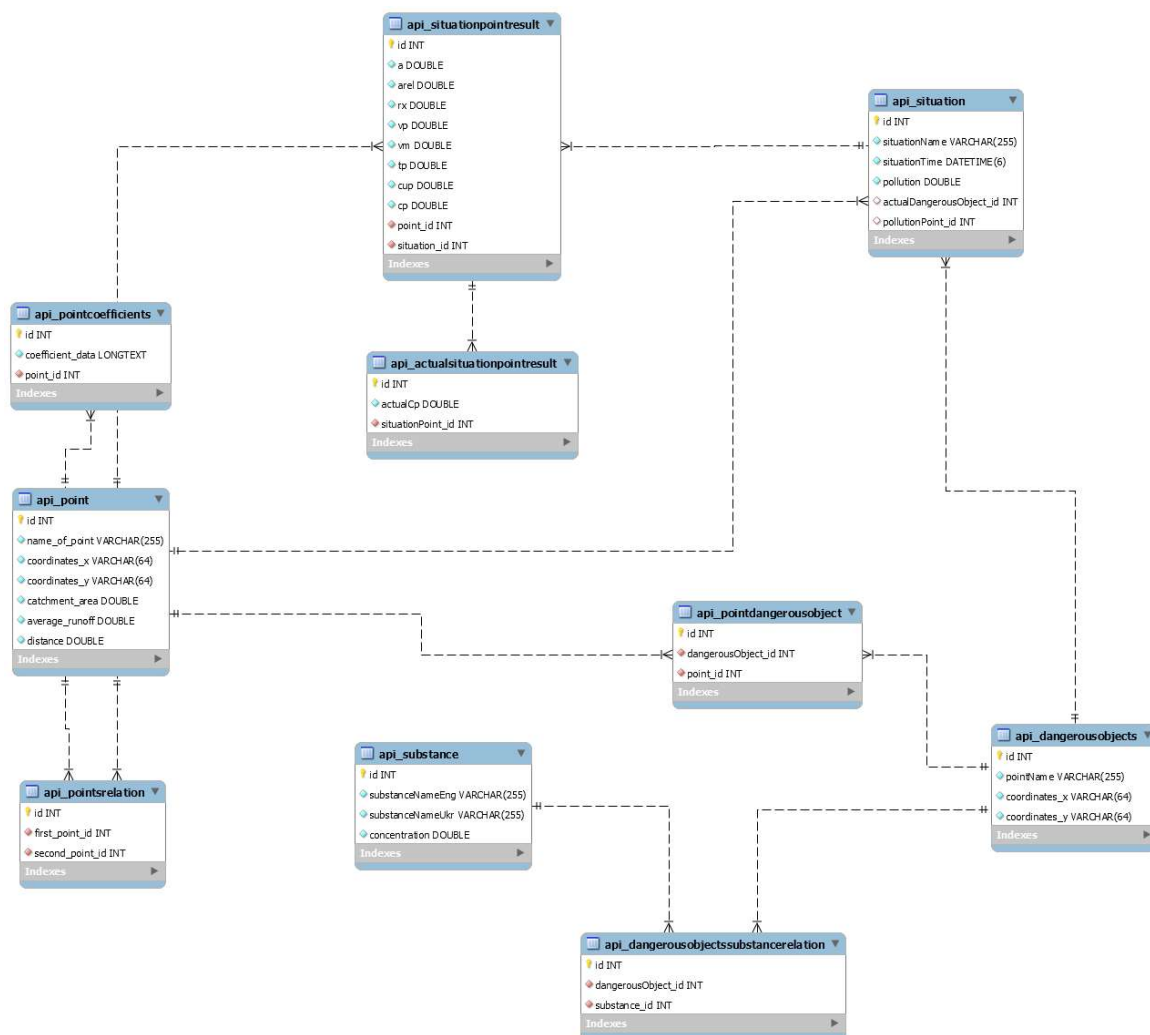 api_situationpointresult
id INT
a DOUBLE
arel DOUBLE
rx DOUBLE
vp DOUBLE
vm DOUBLE
tp DOUBLE
cup DOUBLE
cp DOUBLE
point_id INT
situation_id INT
Indexes
api_situation
id INT
situationName VARCHAR(255)
situationTime DATETIME(6)
pollution DOUBLE
actualDangerousObject_id INT
pollutionPoint_id INT
Indexes
api_pointcoefficients
id INT
coefficient_data LONGTEXT
point_id INT
Indexes
api_actualsituationpointresult
id INT
actualCp DOUBLE
situationPoint_id INT
Indexes
api_point
id INT
name_of_point VARCHAR(255)
coordinates_x VARCHAR(64)
coordinates_y VARCHAR(64)
catchment_area DOUBLE
average_runoff DOUBLE
distance DOUBLE
Indexes
api_pointdangerousobject
id INT
dangerousObject_id INT
point_id INT
Indexes
api_dangerousobjects
id INT
pointName VARCHAR(255)
coordinates_x VARCHAR(64)
coordinates_y VARCHAR(64)
Indexes
api_substance
id INT
substanceNameEng VARCHAR(255)
substanceNameUkr VARCHAR(255)
concentration DOUBLE
Indexes
api_pointsrelation
id INT
first_point_id INT
second_point_id INT
Indexes
api_dangerousobjectssubstancerelation
id INT
dangerousObject_id INT
substance_id INT
Indexes